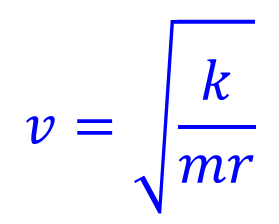 v = √(k/mr)